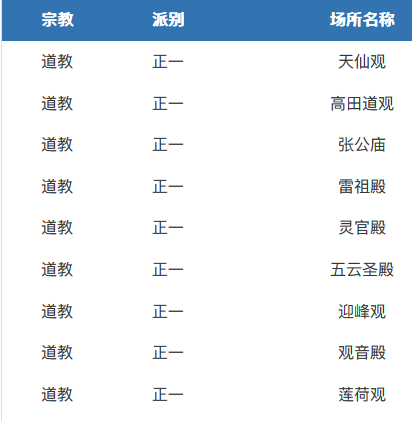 宗教 派别 场所名称
道教 正一 天仙观
道教 正一 高田道观
道教 正一 张公庙
道教 正一 雷祖殿
道教 正一 灵官殿
道教 正一 五云圣殿
道教 正一 迎峰观
道教 正一 观音殿
道教 正一 莲荷观